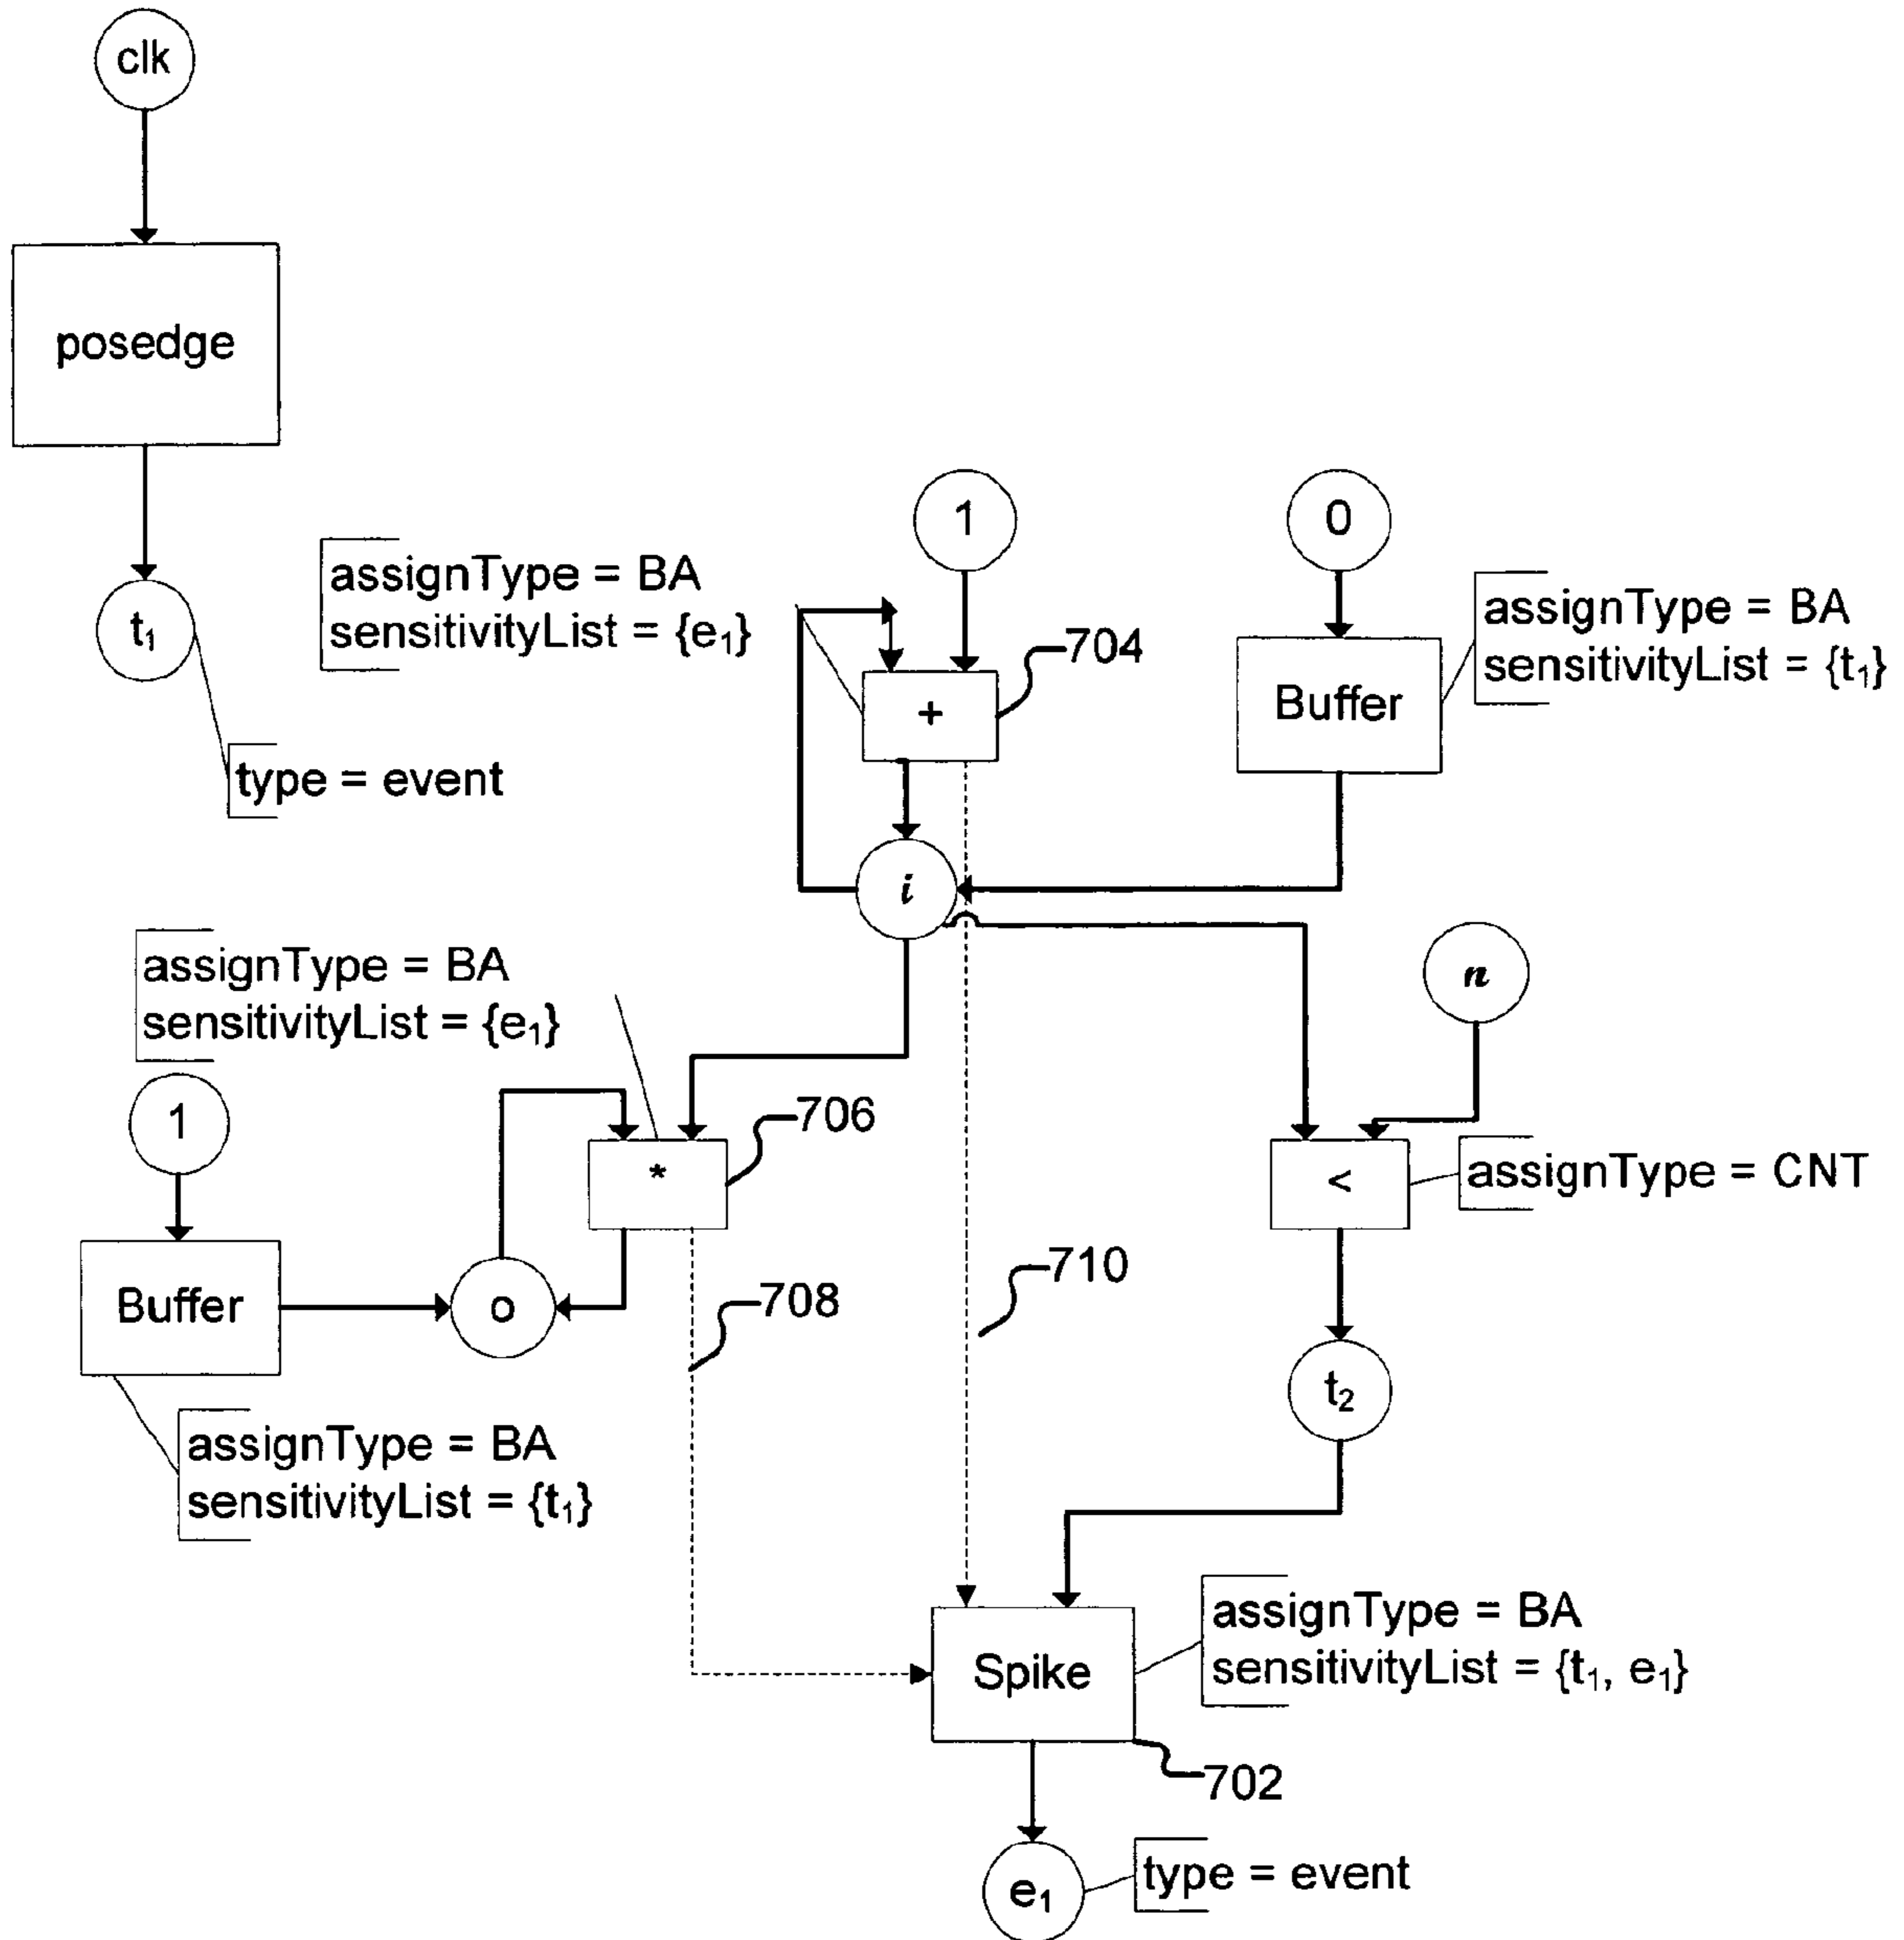 clk
posedge
t₁
type = event
assignType = BA
sensitivityList = {e₁}
1
+
704
0
Buffer
assignType = BA
sensitivityList = {t₁}
i
n
assignType = BA
sensitivityList = {e₁}
1
Buffer
o
*
706
708
710
<
assignType = CNT
t₂
assignType = BA
sensitivityList = {t₁}
Spike
assignType = BA
sensitivityList = {t₁, e₁}
702
e₁
type = event